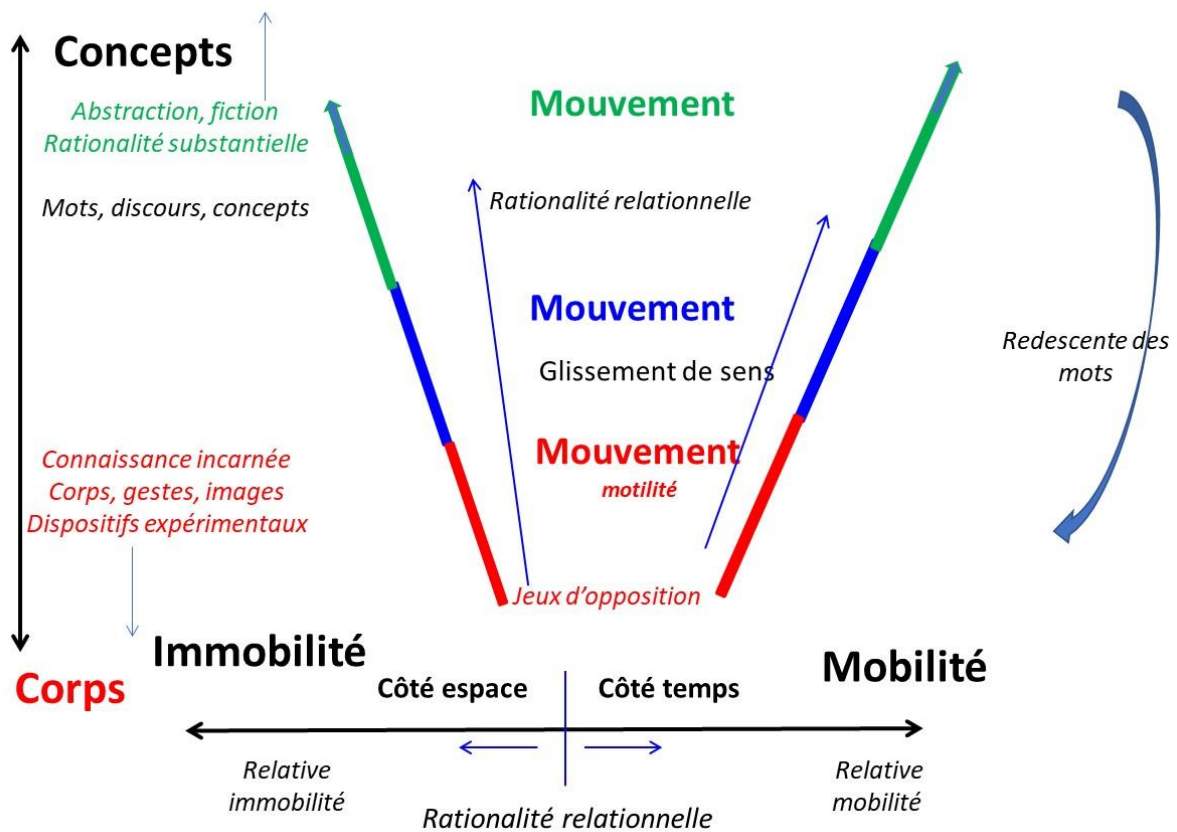 Concepts
Abstraction, fiction
Rationalité substantielle
Mots, discours, concepts
Mouvement
Rationalité relationnelle
Mouvement
Glissement de sens
Redescente des
mots
Mouvement
motilité
Connaissance incarnée
Corps, gestes, images
Dispositifs expérimentaux
Jeux d’opposition
Immobilité
Mobilité
Corps
Côté espace
Côté temps
Relative
immobilité
Relative
mobilité
Rationalité relationnelle